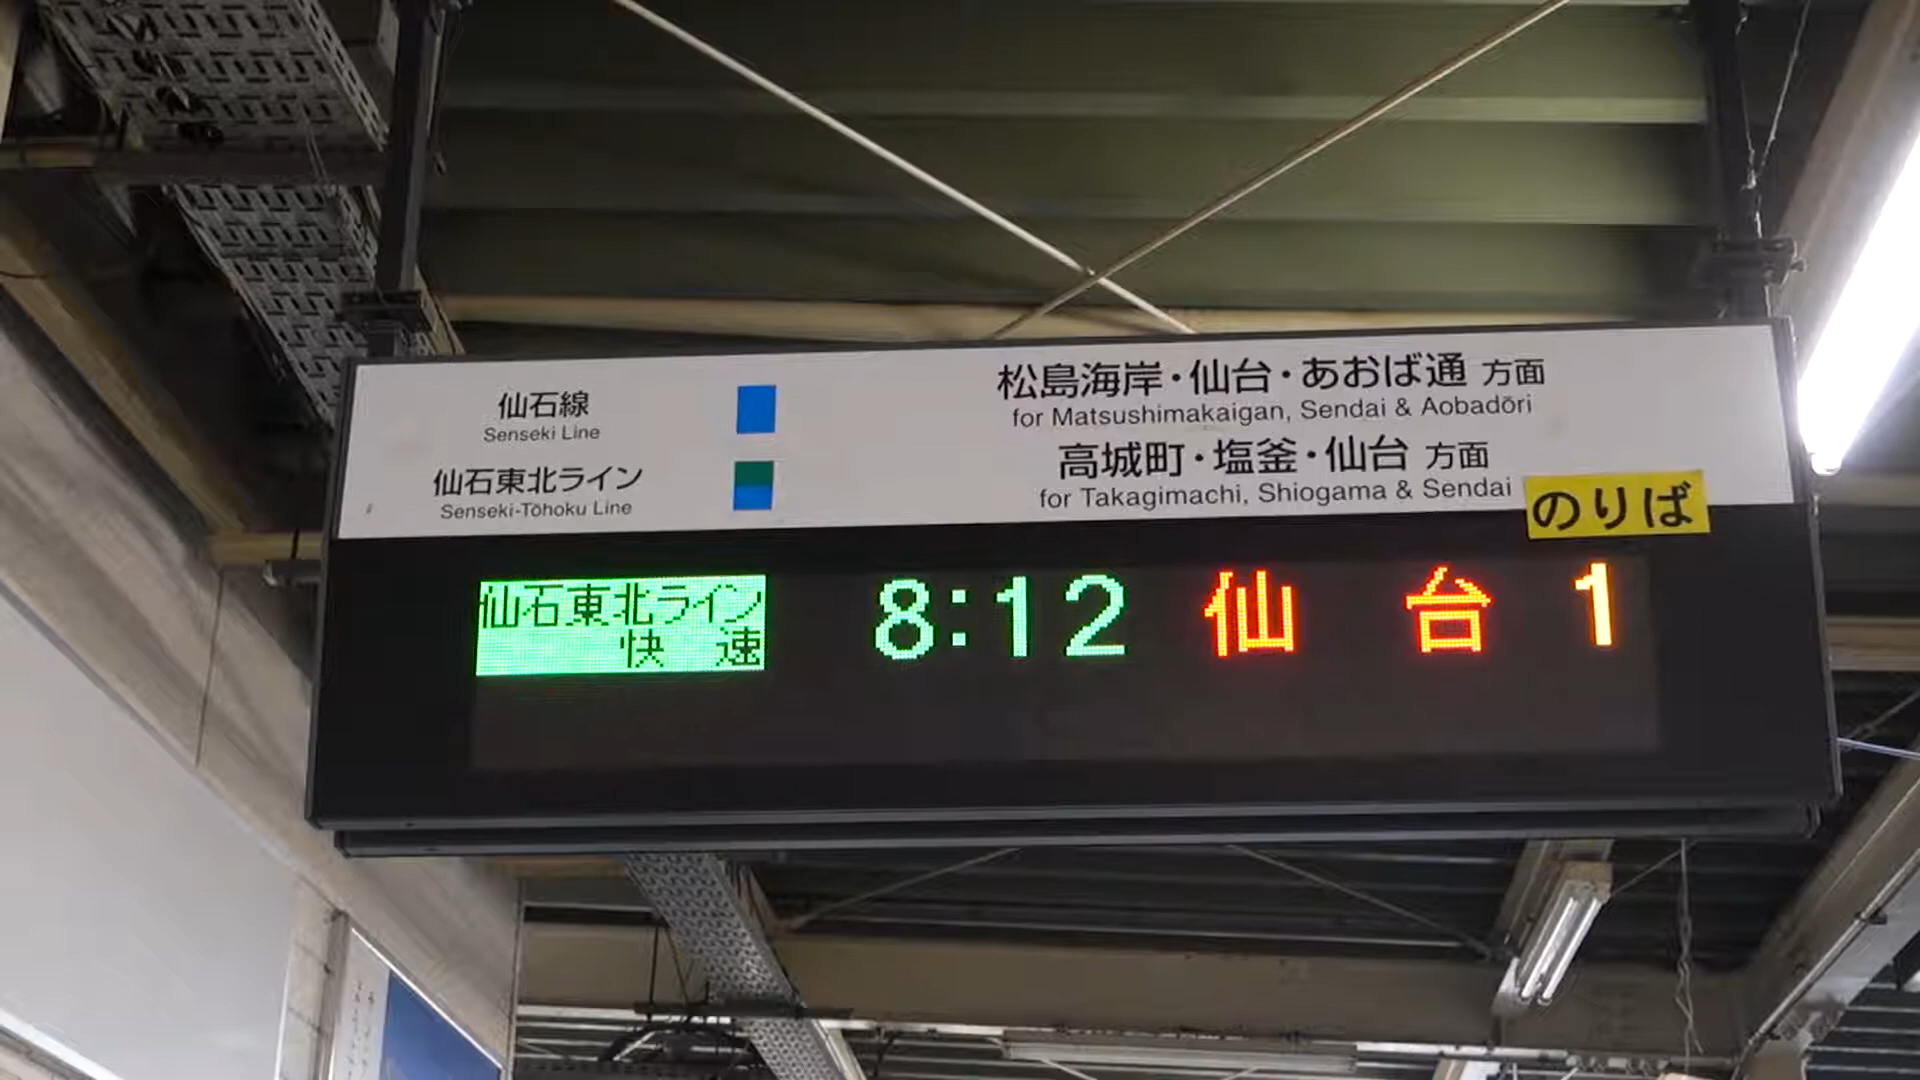 仙石線
Senseki Line
松島海岸・仙台・あおば通 方面
for Matsushimakaigan, Sendai & Aobadōri
仙石東北ライン
Senseki-Tōhoku Line
高城町・塩釜・仙台 方面
for Takagimachi, Shiogama & Sendai
のりば
仙石東北ライン
快 速
8:12 仙 台 1